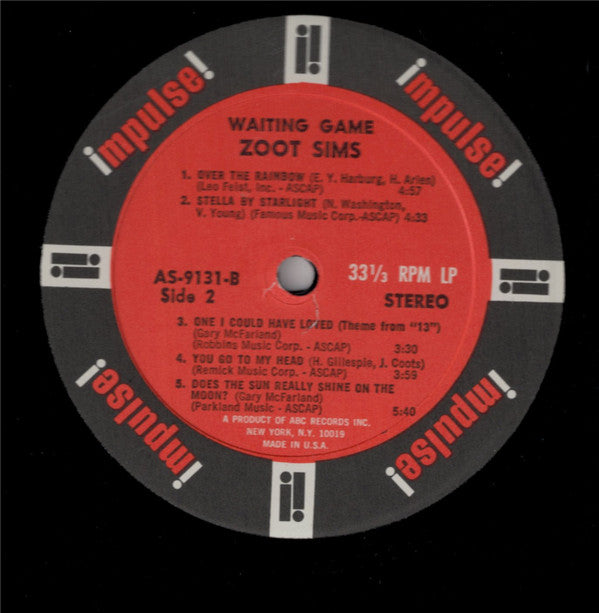 impulse!
impulse!
WAITING GAME
ZOOT SIMS
1. OVER THE RAINBOW (E. Y. Harburg, H. Arlen)
(Leo Feist, Inc. - ASCAP) 4:57
2. STELLA BY STARLIGHT (N. Washington,
V. Young) (Famous Music Corp.-ASCAP) 4:33
AS-9131-B 33⅓ RPM LP
Side 2 STEREO
3. ONE I COULD HAVE LOVED (Theme from "13")
(Gary McFarland)
(Robbins Music Corp. - ASCAP) 3:30
4. YOU GO TO MY HEAD (H. Gillespie, J. Coots)
(Remick Music Corp. - ASCAP) 3:59
5. DOES THE SUN REALLY SHINE ON THE
MOON? (Gary McFarland)
(Parkland Music - ASCAP) 5:40
A PRODUCT OF ABC RECORDS INC.
NEW YORK, N.Y. 10019
MADE IN U.S.A.
impulse!
impulse!